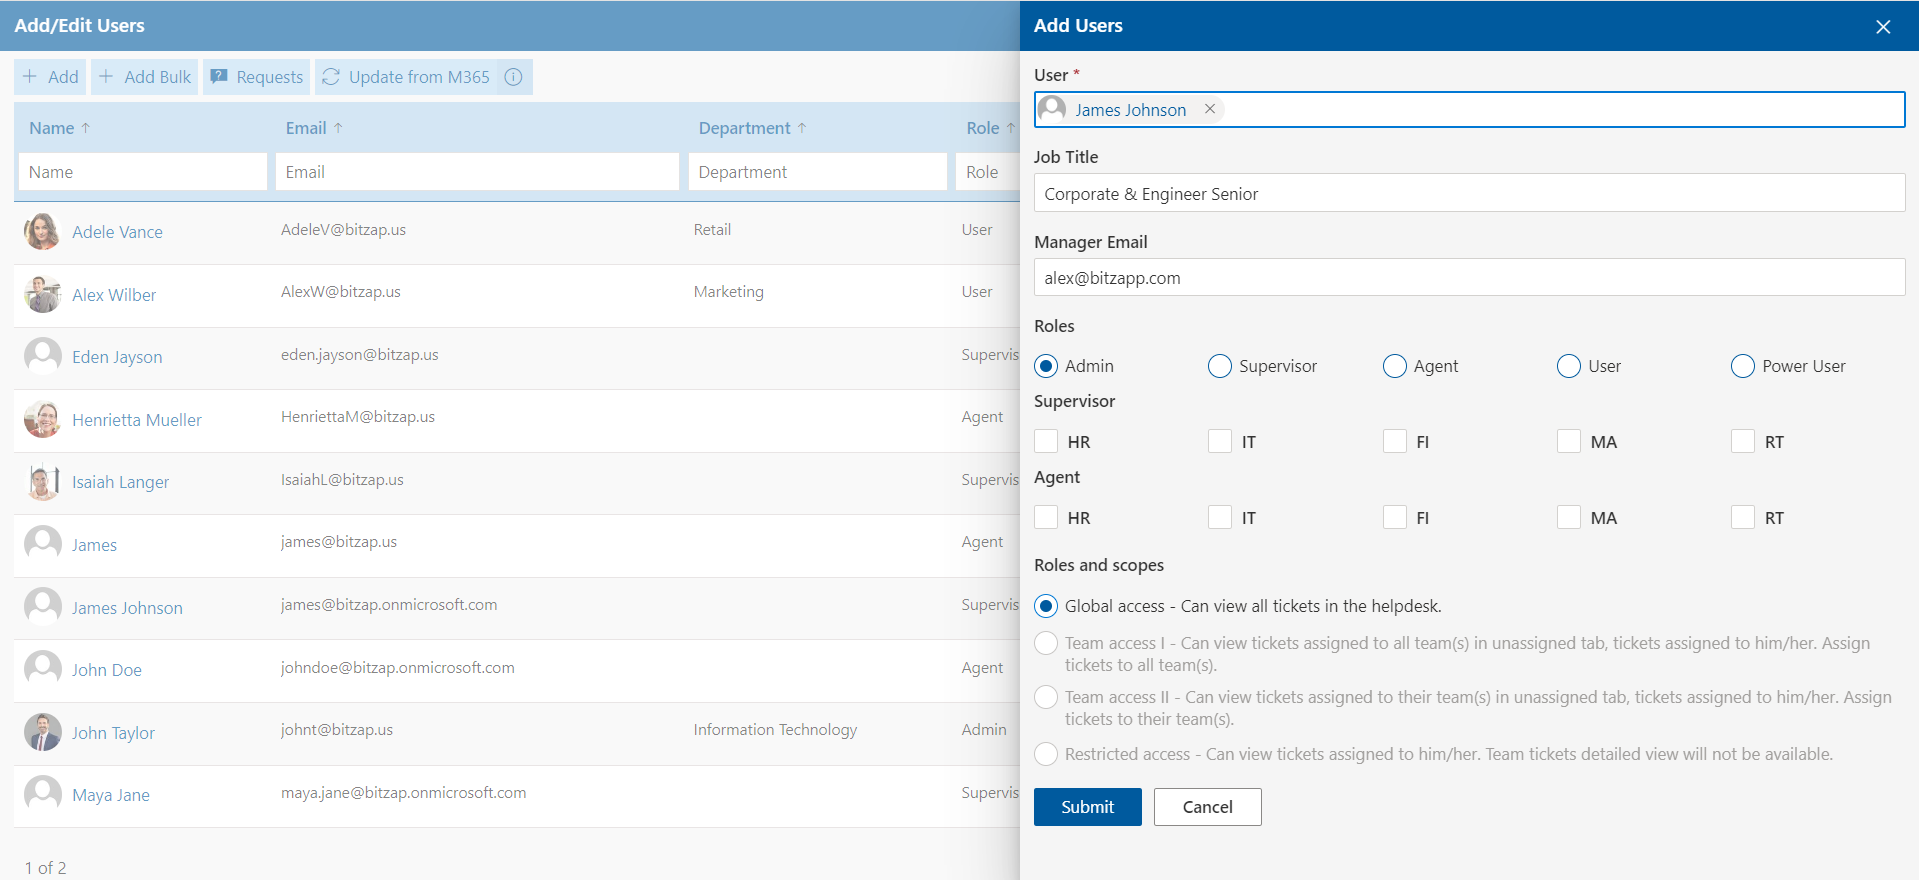 Add/Edit Users
Add
Add Bulk
Requests
Update from M365
Name ↑
Email ↑
Department ↑
Role ↑
Name
Email
Department
Role
Adele Vance
AdeleV@bitzap.us
Retail
User
Alex Wilber
AlexW@bitzap.us
Marketing
User
Eden Jayson
eden.jayson@bitzap.us
Supervis
Henrietta Mueller
HenriettaM@bitzap.us
Agent
Isaiah Langer
IsaiahL@bitzap.us
Supervis
James
james@bitzap.us
Agent
James Johnson
james@bitzap.onmicrosoft.com
Supervis
John Doe
johndoe@bitzap.onmicrosoft.com
Agent
John Taylor
johnt@bitzap.us
Information Technology
Admin
Maya Jane
maya.jane@bitzap.onmicrosoft.com
Supervis
1 of 2
Add Users
User *
James Johnson
Job Title
Corporate & Engineer Senior
Manager Email
alex@bitzapp.com
Roles
Admin
Supervisor
Agent
User
Power User
Supervisor
HR
IT
FI
MA
RT
Agent
HR
IT
FI
MA
RT
Roles and scopes
Global access - Can view all tickets in the helpdesk.
Team access I - Can view tickets assigned to all team(s) in unassigned tab, tickets assigned to him/her. Assign
tickets to all team(s).
Team access II - Can view tickets assigned to their team(s) in unassigned tab, tickets assigned to him/her. Assign
tickets to their team(s).
Restricted access - Can view tickets assigned to him/her. Team tickets detailed view will not be available.
Submit
Cancel